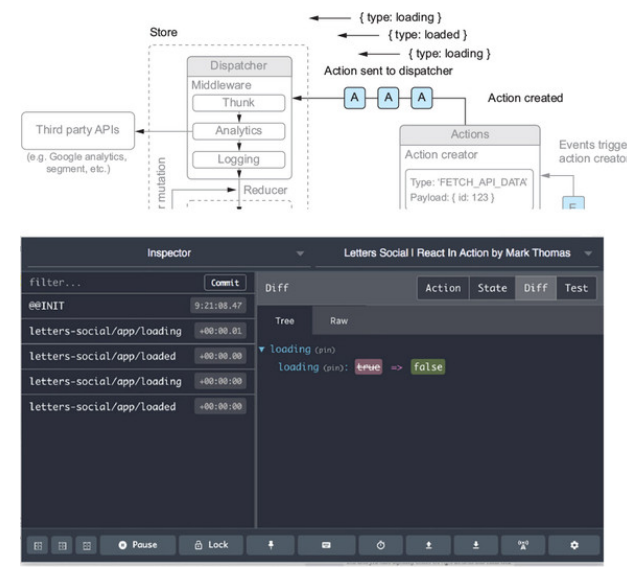 { type: loading }
{ type: loaded }
{ type: loading }
Store
Action sent to dispatcher
Dispatcher
Middleware
Thunk
A A A
Action created
Third party APIs
Analytics
Actions
(e.g. Google analytics,
segment, etc.)
Logging
Action creator
Events trigge
action creato
r mutation
Reducer
Type: 'FETCH_API_DATA'
Payload: { id: 123 }
E
Inspector
Letters Social | React In Action by Mark Thomas
filter...
Commit
Diff
Action State Diff Test
@@INIT
9:21:08.47
Tree Raw
letters-social/app/loading +00:00.01
letters-social/app/loaded +00:00.00
letters-social/app/loading +00:00:00
letters-social/app/loaded +00:00:00
loading (pin)
loading (pin): true => false
Pause
Lock